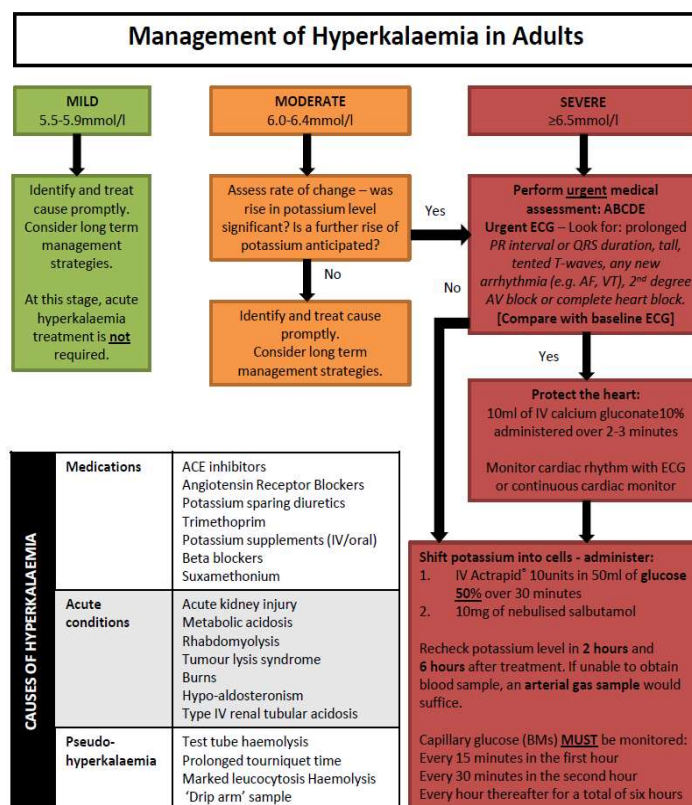 Management of Hyperkalaemia in Adults
MILD
5.5-5.9mmol/l
MODERATE
6.0-6.4mmol/l
SEVERE
≥6.5mmol/l
Identify and treat
cause promptly.
Consider long term
management
strategies.
At this stage, acute
hyperkalaemia
treatment is not
required.
Assess rate of change – was
rise in potassium level
significant? Is a further rise of
potassium anticipated?
Yes
No
Identify and treat cause
promptly.
Consider long term
management strategies.
Perform urgent medical
assessment: ABCDE
Urgent ECG – Look for: prolonged
PR interval or QRS duration, tall,
tented T-waves, any new
arrhythmia (e.g. AF, VT), 2nd degree
AV block or complete heart block.
[Compare with baseline ECG]
No
Yes
Protect the heart:
10ml of IV calcium gluconate10%
administered over 2-3 minutes
Monitor cardiac rhythm with ECG
or continuous cardiac monitor
Shift potassium into cells - administer:
1. IV Actrapid® 10units in 50ml of glucose
50% over 30 minutes
2. 10mg of nebulised salbutamol
Recheck potassium level in 2 hours and
6 hours after treatment. If unable to obtain
blood sample, an arterial gas sample would
suffice.
Capillary glucose (BMs) MUST be monitored:
Every 15 minutes in the first hour
Every 30 minutes in the second hour
Every hour thereafter for a total of six hours
CAUSES OF HYPERKALAEMIA
Medications
ACE inhibitors
Angiotensin Receptor Blockers
Potassium sparing diuretics
Trimethoprim
Potassium supplements (IV/oral)
Beta blockers
Suxamethonium
Acute
conditions
Acute kidney injury
Metabolic acidosis
Rhabdomyolysis
Tumour lysis syndrome
Burns
Hypo-aldosteronism
Type IV renal tubular acidosis
Pseudo-
hyperkalaemia
Test tube haemolysis
Prolonged tourniquet time
Marked leucocytosis Haemolysis
‘Drip arm’ sample